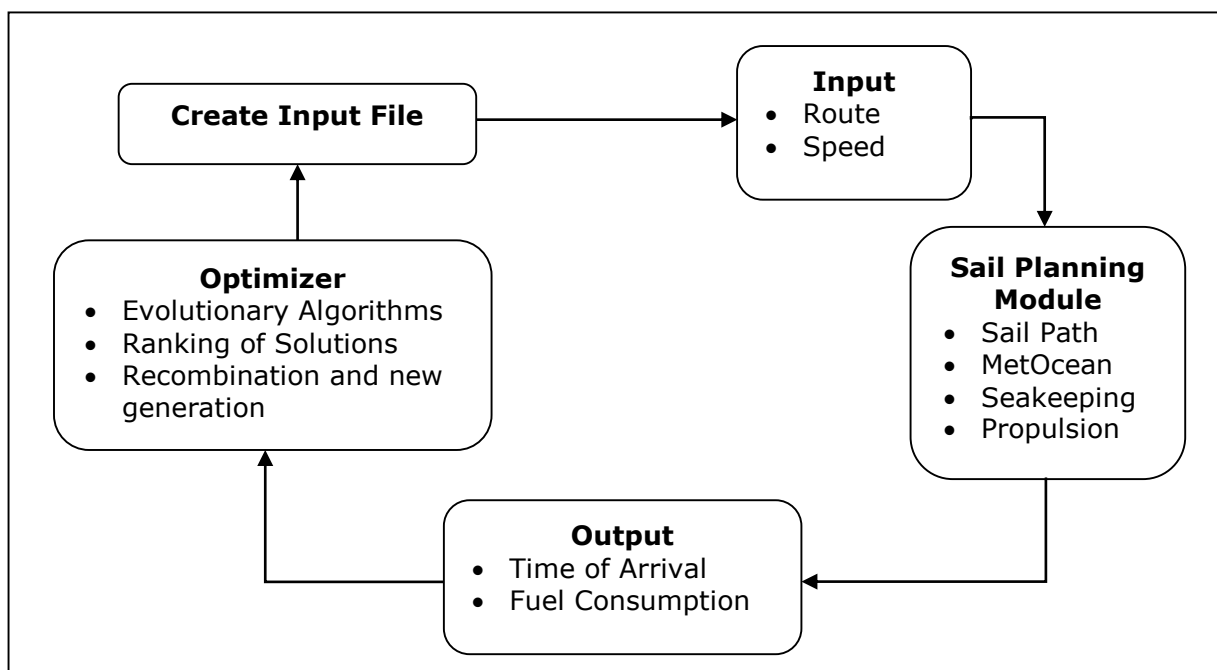 Create Input File
Input
• Route
• Speed
Sail Planning
Module
• Sail Path
• MetOcean
• Seakeeping
• Propulsion
Output
• Time of Arrival
• Fuel Consumption
Optimizer
• Evolutionary Algorithms
• Ranking of Solutions
• Recombination and new
generation